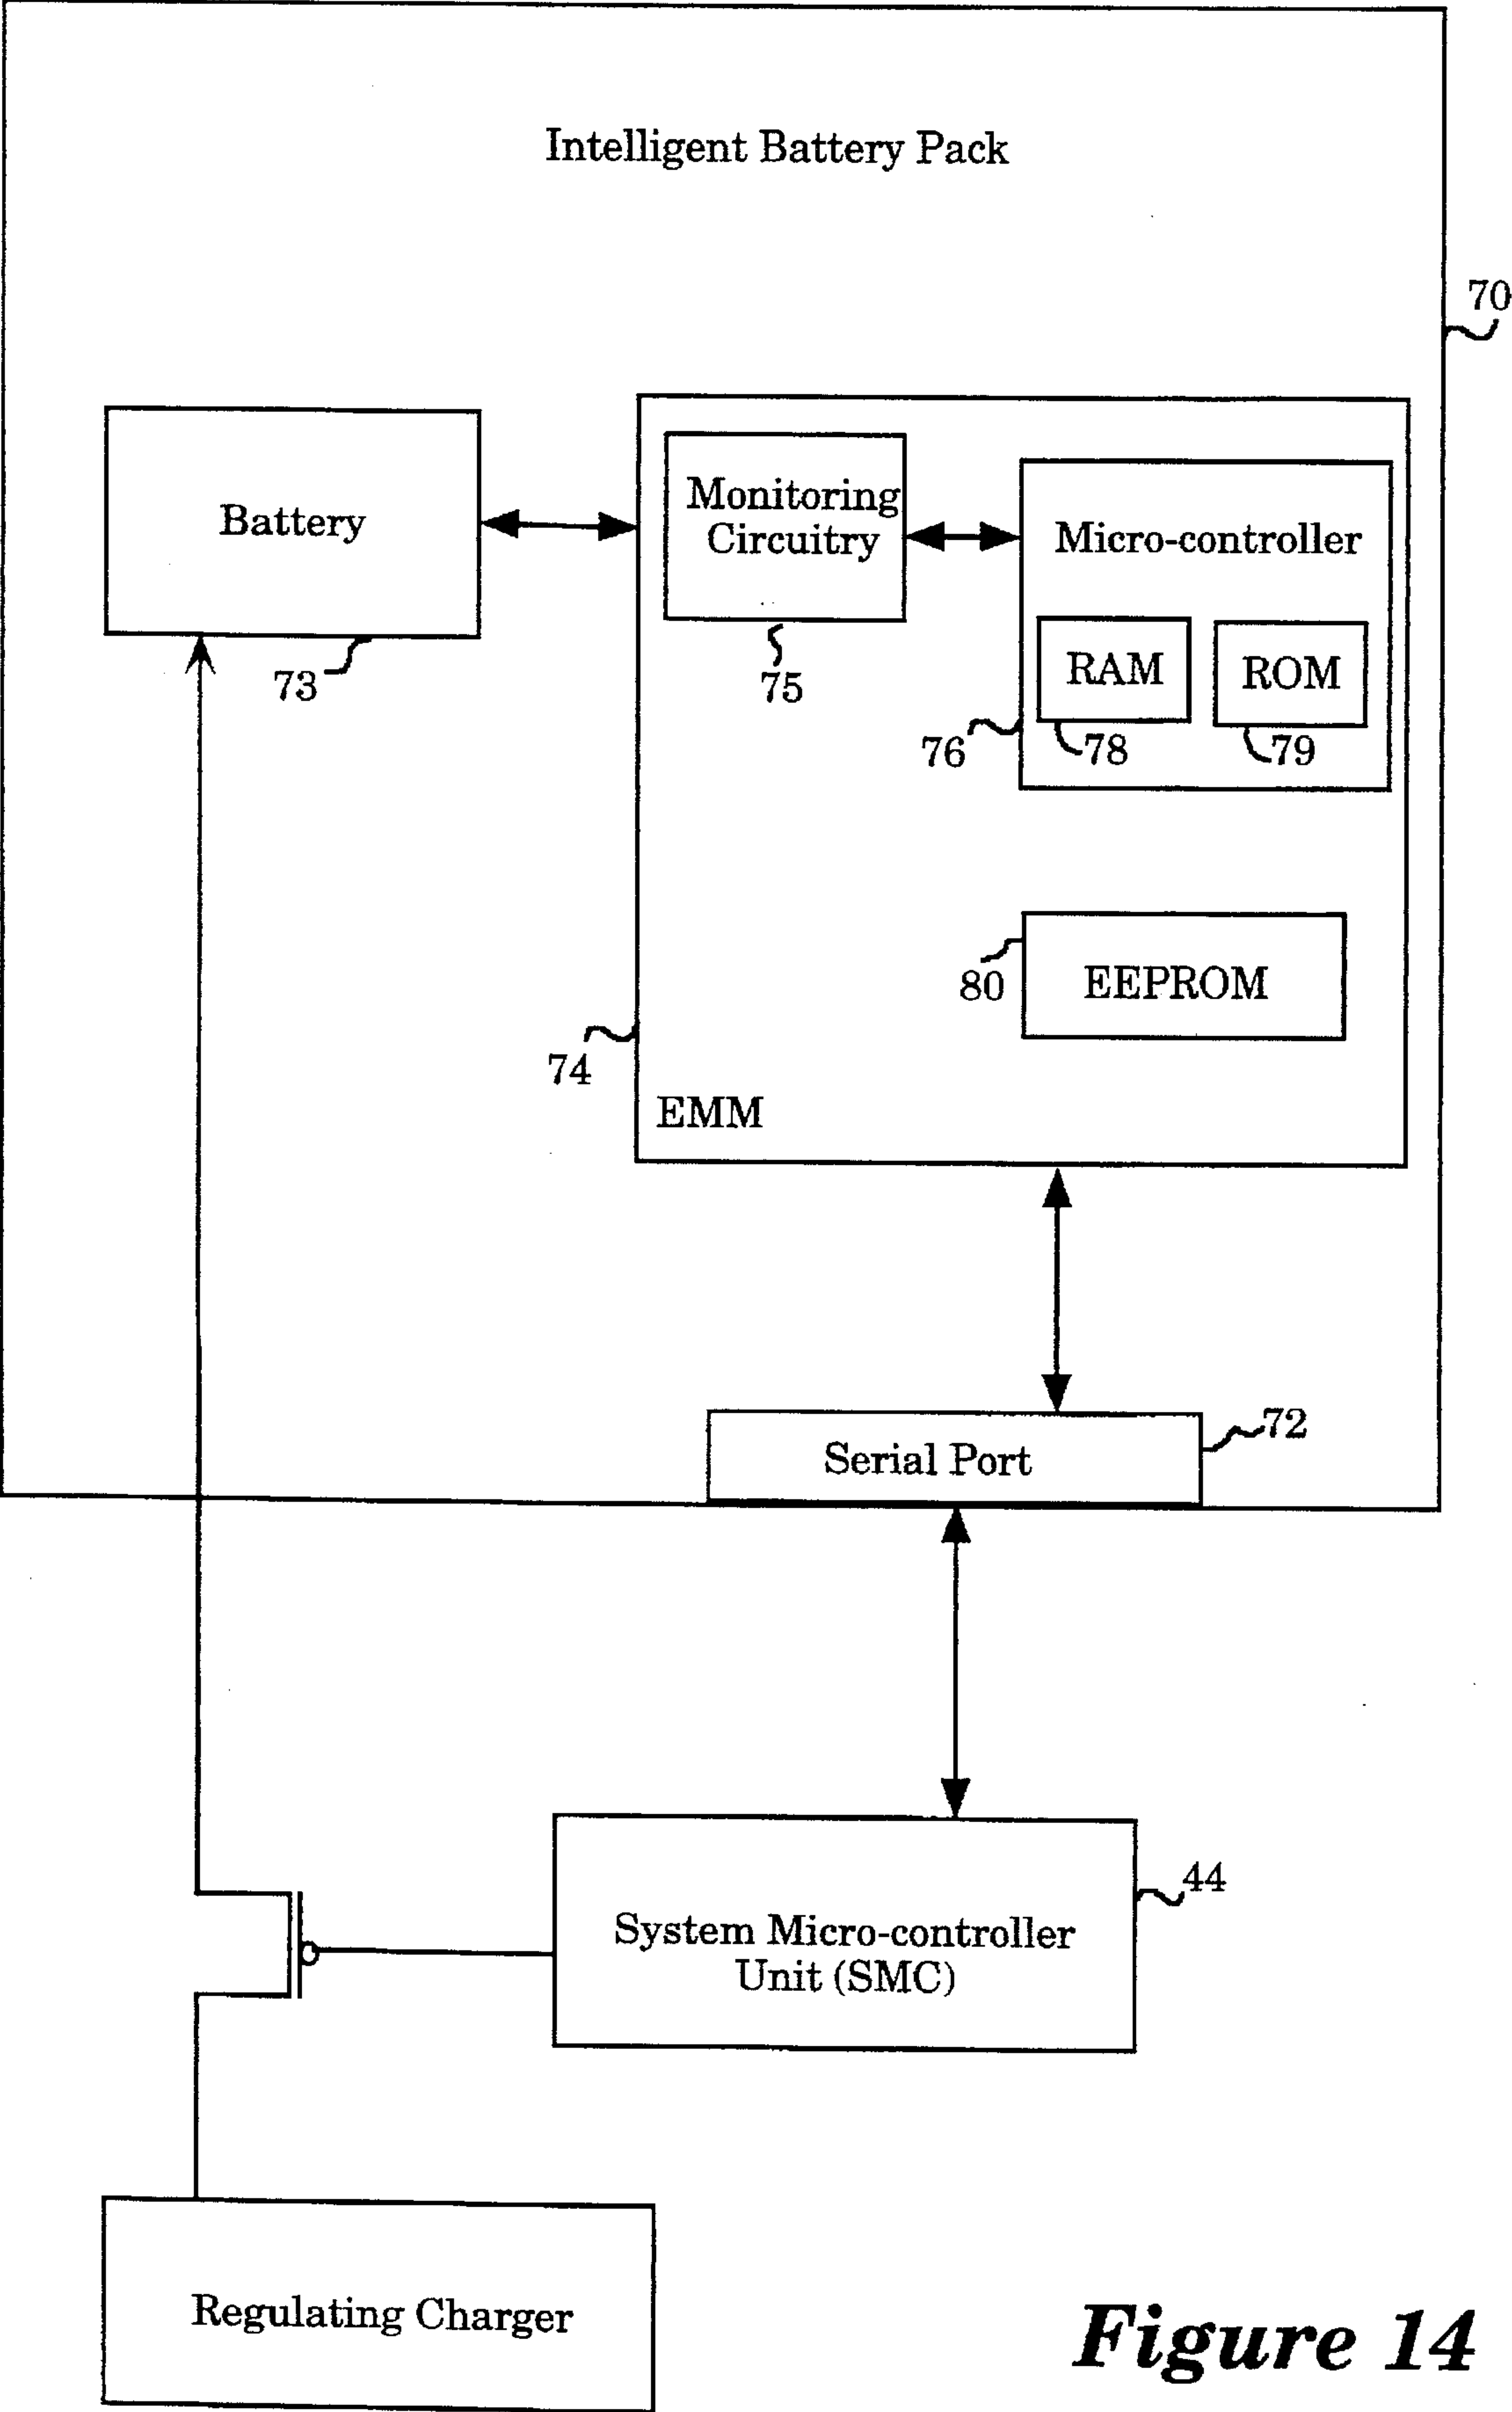 Intelligent Battery Pack
70
Battery
73
Monitoring
Circuitry
75
Micro-controller
RAM
ROM
76
78
79
80
EEPROM
74
EMM
Serial Port
72
System Micro-controller
Unit (SMC)
44
Regulating Charger
Figure 14